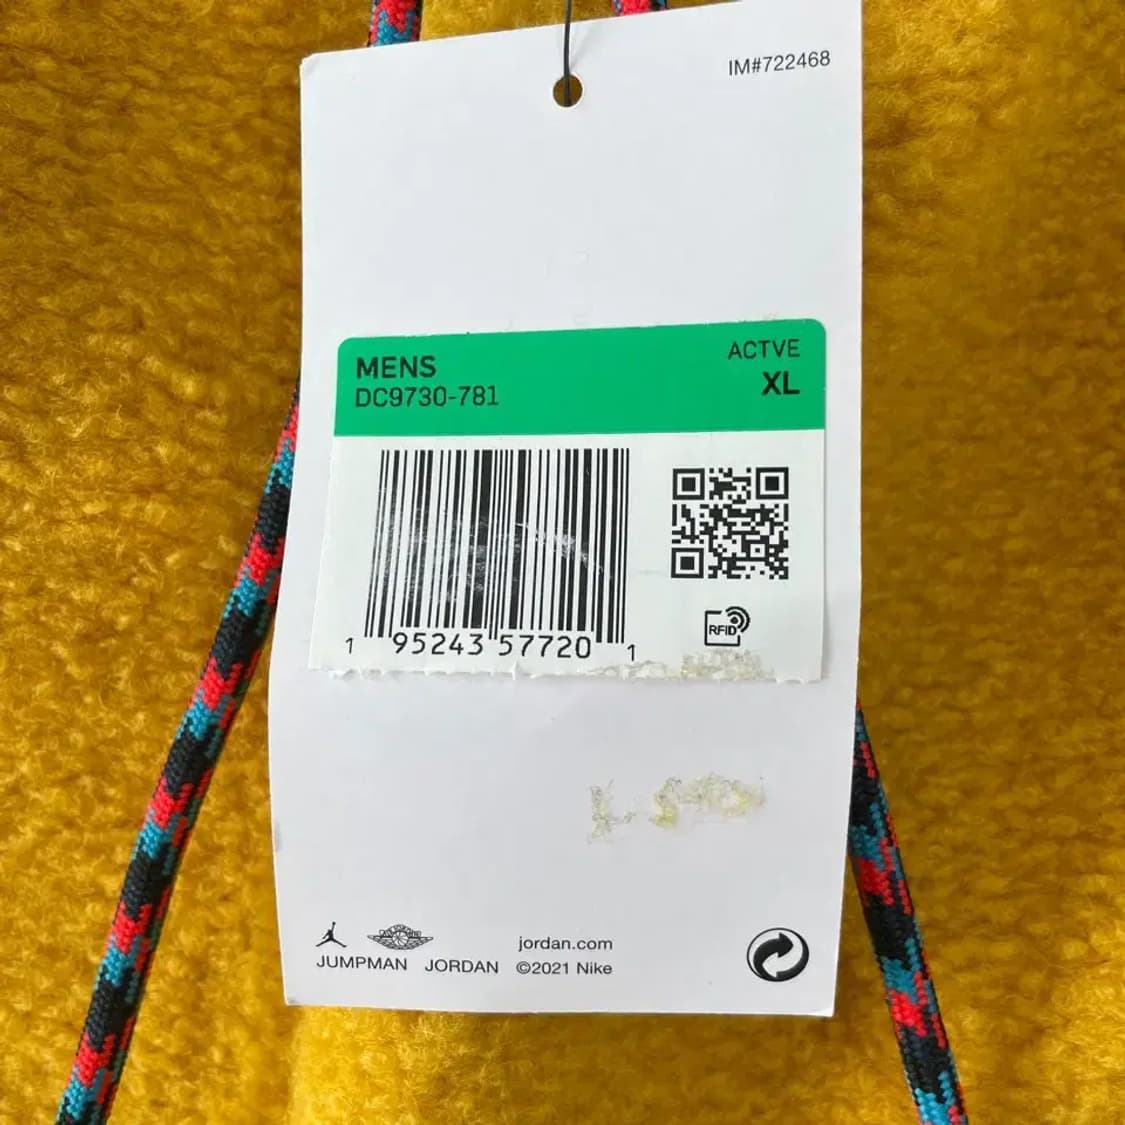 IM#722468
MENS
ACTVE
DC9730-781
XL
RFID
1 95243 57720 1
jordan.com
JUMPMAN JORDAN ©2021 Nike